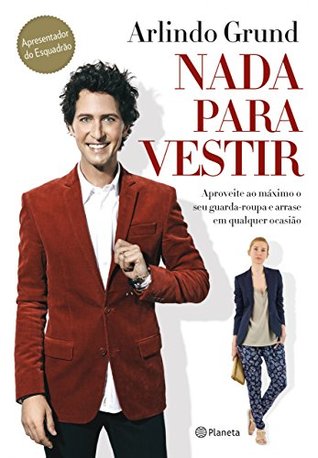 Apresentador
do Esquadrão
Arlindo Grund
NADA
PARA
VESTIR
Aproveite ao máximo o
seu guarda-roupa e arrase
em qualquer ocasião
Planeta